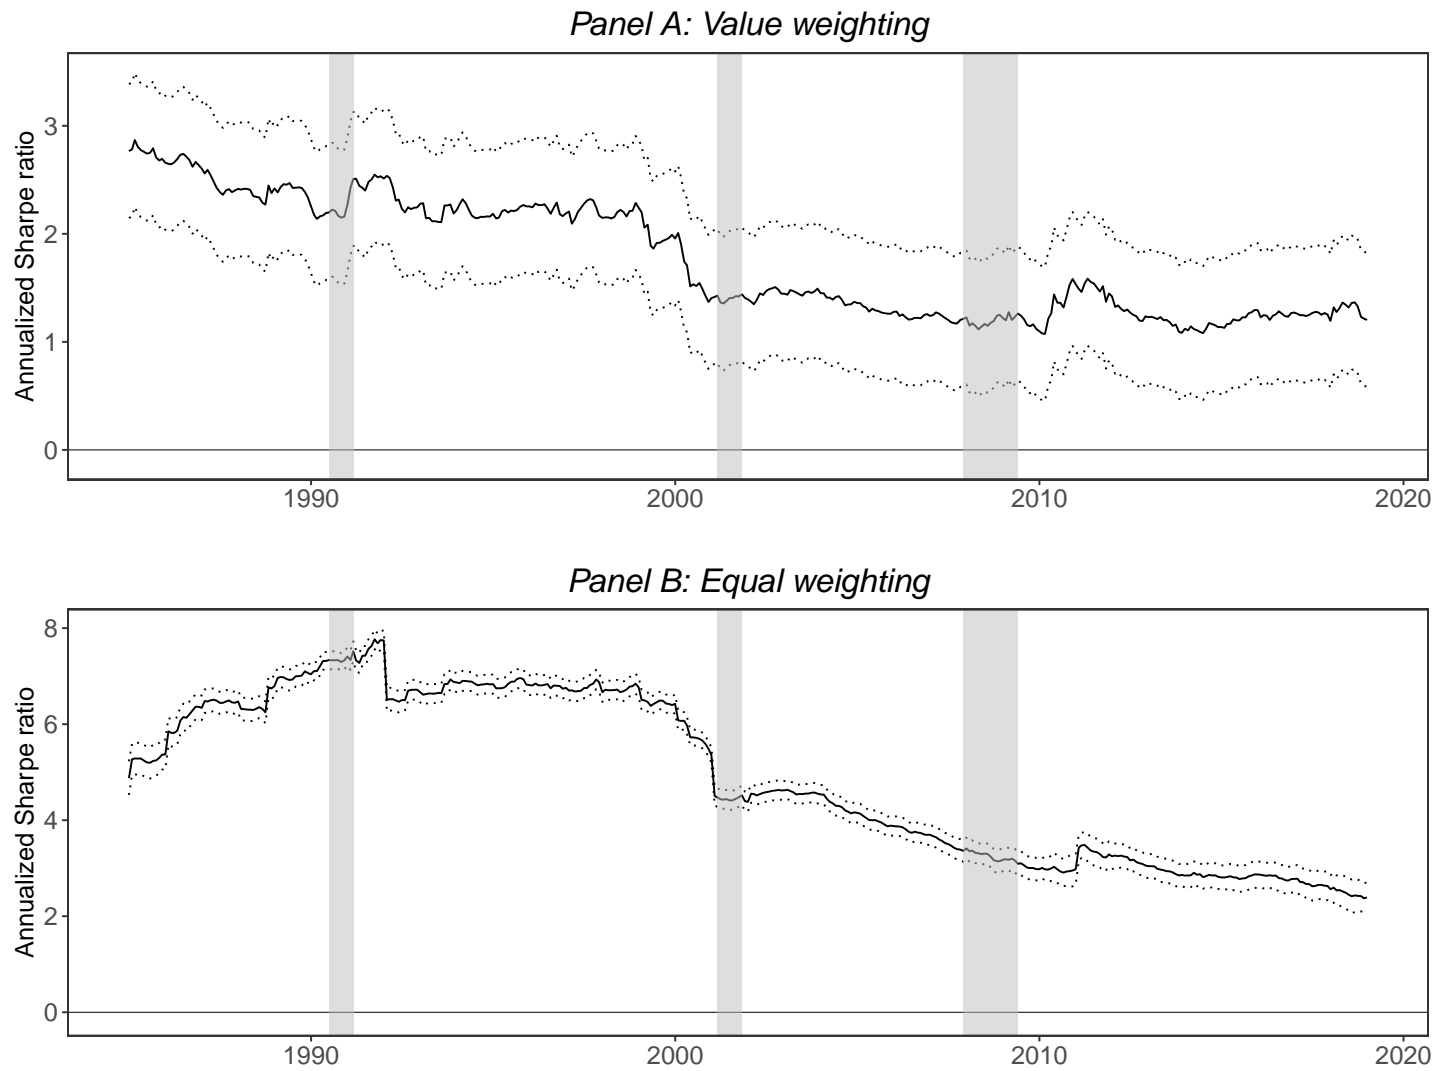 Panel A: Value weighting
Annualized Sharpe ratio
3
2
1
0
1990 2000 2010 2020
Panel B: Equal weighting
Annualized Sharpe ratio
8
6
4
2
0
1990 2000 2010 2020